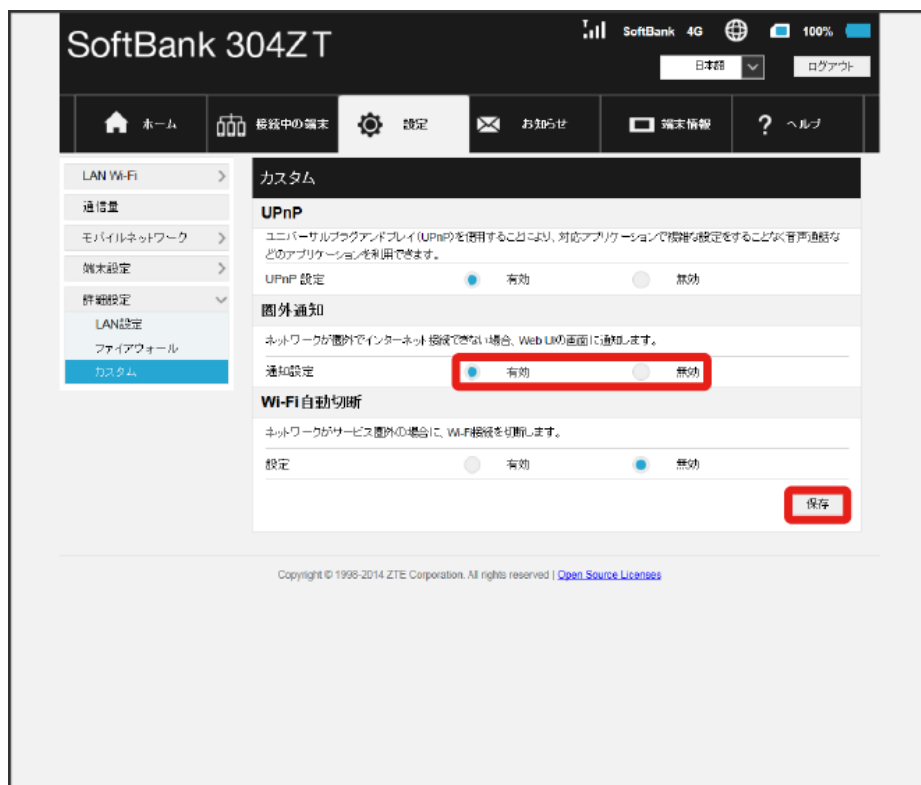 SoftBank 304ZT
SoftBank 4G 100%
日本語 ログアウト
ホーム 接続中の端末 設定 お知らせ 端末情報 ? ヘルプ
LAN Wi-Fi
通信量
モバイルネットワーク
端末設定
詳細設定
LAN設定
ファイアウォール
カスタム
カスタム
UPnP
ユニバーサルプラグアンドプレイ(UPnP)を使用することにより、対応アプリケーションで複雑な設定をすることなく音声通話な
どのアプリケーションを利用できます。
UPnP 設定 有効 無効
圏外通知
ネットワークが圏外でインターネット接続できない場合、Web UIの画面に通知します。
通知設定 有効 無効
Wi-Fi自動切断
ネットワークがサービス圏外の場合に、Wi-Fi接続を切断します。
設定 有効 無効
保存
Copyright © 1998-2014 ZTE Corporation. All rights reserved | Open Source Licenses